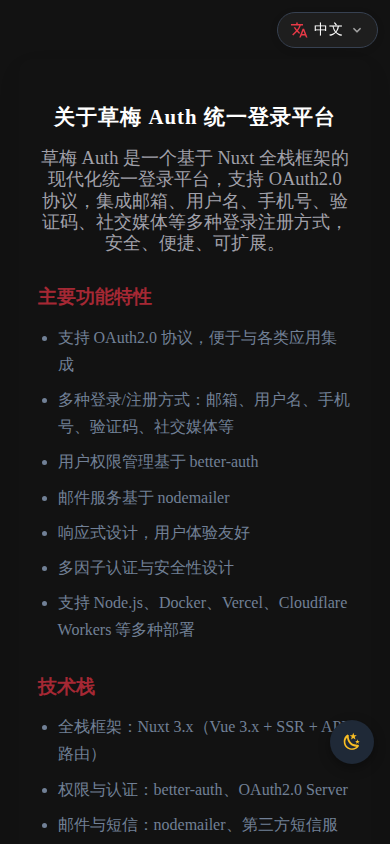 中文
关于草梅 Auth 统一登录平台
草梅 Auth 是一个基于 Nuxt 全栈框架的
现代化统一登录平台，支持 OAuth2.0
协议，集成邮箱、用户名、手机号、验
证码、社交媒体等多种登录注册方式，
安全、便捷、可扩展。
主要功能特性
• 支持 OAuth2.0 协议，便于与各类应用集
成
• 多种登录/注册方式：邮箱、用户名、手机
号、验证码、社交媒体等
• 用户权限管理基于 better-auth
• 邮件服务基于 nodemailer
• 响应式设计，用户体验友好
• 多因子认证与安全性设计
• 支持 Node.js、Docker、Vercel、Cloudflare
Workers 等多种部署
技术栈
• 全栈框架：Nuxt 3.x（Vue 3.x + SSR + API
路由）
• 权限与认证：better-auth、OAuth2.0 Server
• 邮件与短信：nodemailer、第三方短信服